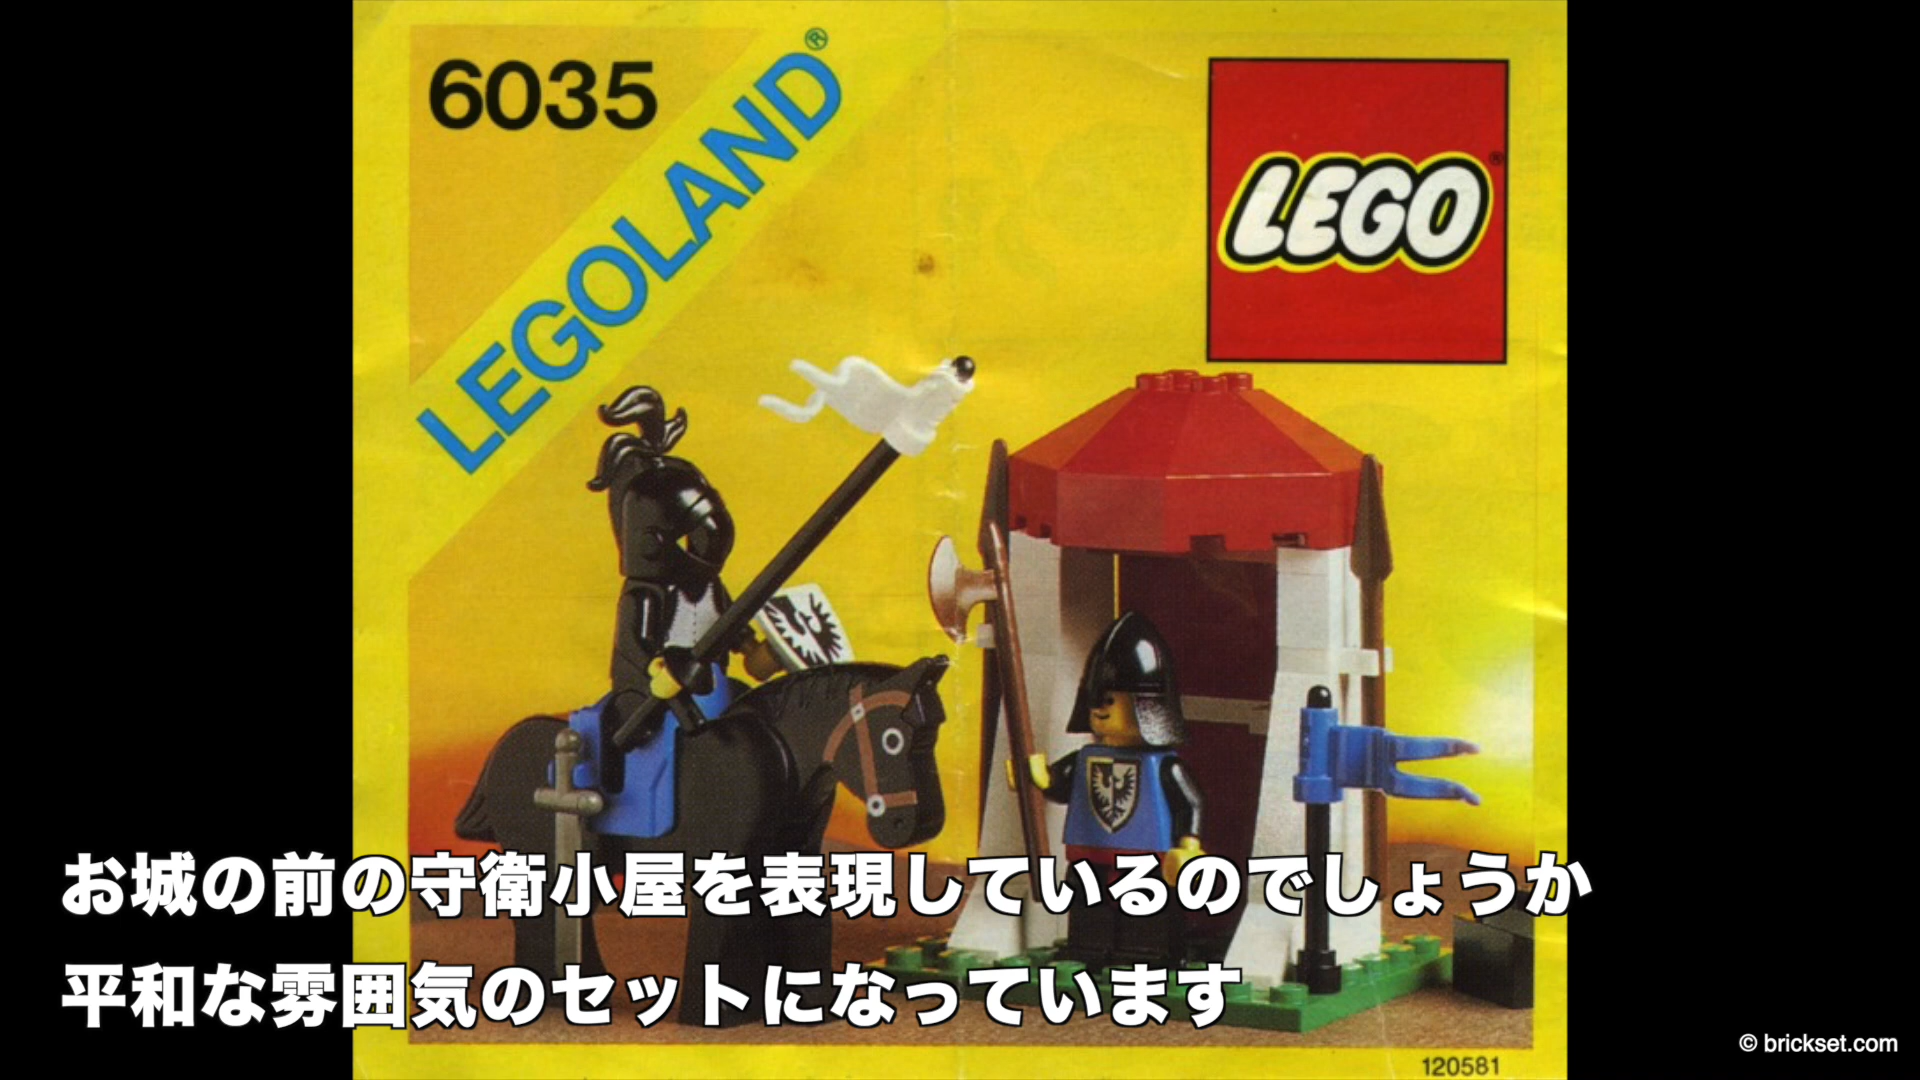 6035
LEGOLAND®
LEGO®
お城の前の守衛小屋を表現しているのでしょうか
平和な雰囲気のセットになっています
© brickset.com
120581